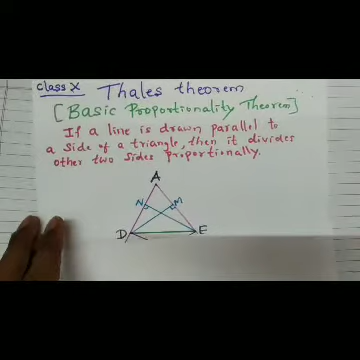 Class X Thales theorem
[Basic Proportionality Theorem]
If a line is drawn parallel to
a side of a triangle, then it divides
other two sides proportionally.
A
N M
D E